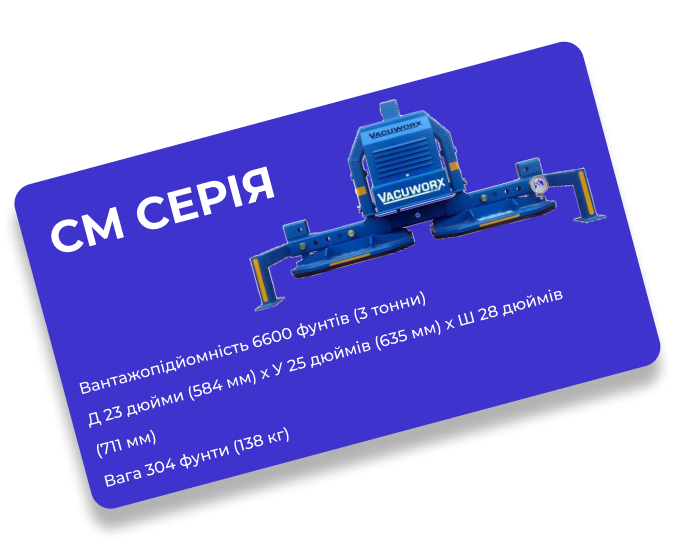 СМ СЕРІЯ
VACUWORX
VACUWORX
Вантажопідйомність 6600 фунтів (3 тонни)
Д 23 дюйми (584 мм) х У 25 дюймів (635 мм) х Ш 28 дюймів
(711 мм)
Вага 304 фунти (138 кг)